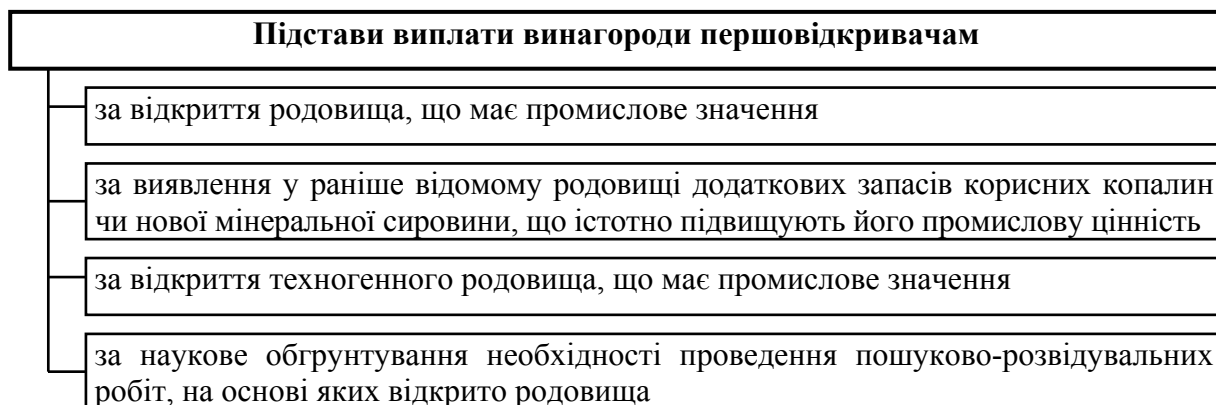 Підстави виплати винагороди першовідкривачам
за відкриття родовища, що має промислове значення
за виявлення у раніше відомому родовищі додаткових запасів корисних копалин
чи нової мінеральної сировини, що істотно підвищують його промислову цінність
за відкриття техногенного родовища, що має промислове значення
за наукове обгрунтування необхідності проведення пошуково-розвідувальних
робіт, на основі яких відкрито родовища